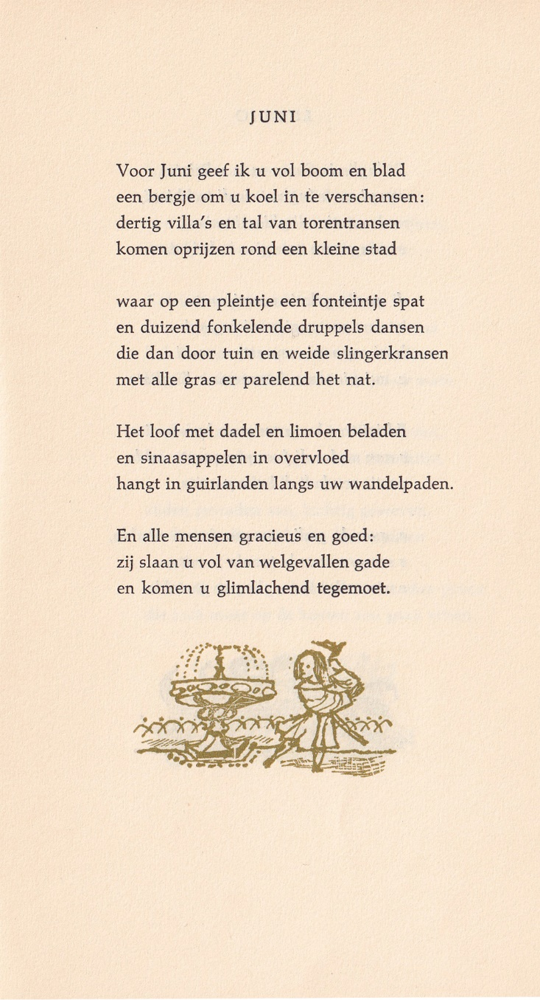 JUNI
Voor Juni geef ik u vol boom en blad
een bergje om u koel in te verschansen:
dertig villa's en tal van torentransen
komen oprijzen rond een kleine stad
waar op een pleintje een fonteintje spat
en duizend fonkelende druppels dansen
die dan door tuin en weide slingerkransen
met alle gras er parelend het nat.
Het loof met dadel en limoen beladen
en sinaasappelen in overvloed
hangt in guirlanden langs uw wandelpaden.
En alle mensen gracieus en goed:
zij slaan u vol van welgevallen gade
en komen u glimlachend tegemoet.